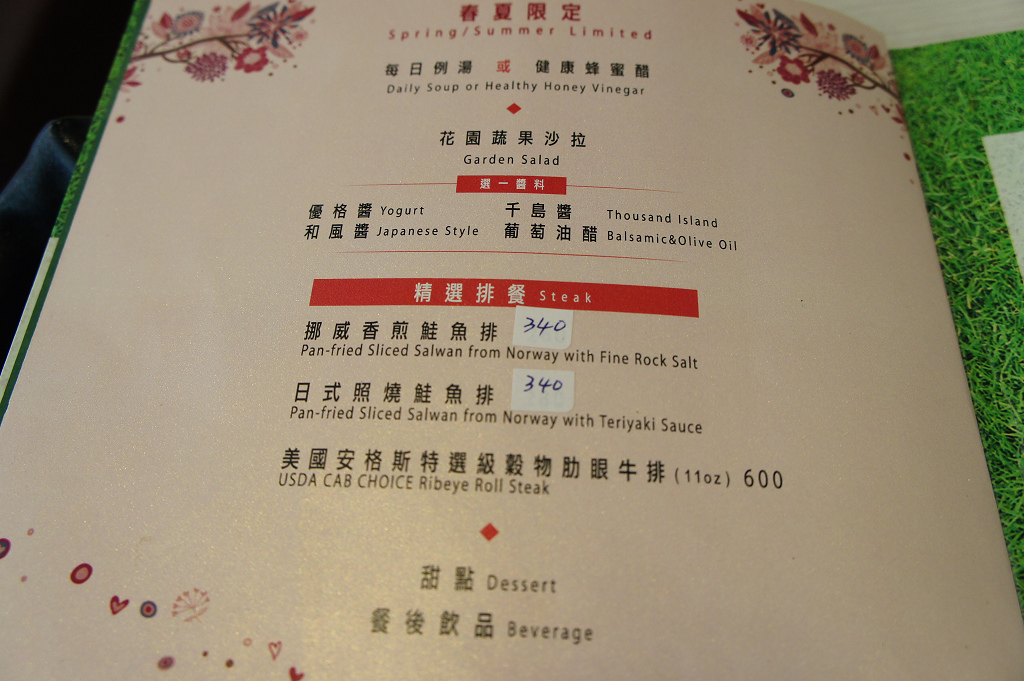 春夏限定
Spring/Summer Limited
每日例湯 或 健康蜂蜜醋
Daily Soup or Healthy Honey Vinegar
花園蔬果沙拉
Garden Salad
選一醬料
優格醬 Yogurt 千島醬 Thousand Island
和風醬 Japanese Style 葡萄油醋 Balsamic&Olive Oil
精選排餐 Steak
挪威香煎鮭魚排 340
Pan-fried Sliced Salwan from Norway with Fine Rock Salt
日式照燒鮭魚排 340
Pan-fried Sliced Salwan from Norway with Teriyaki Sauce
美國安格斯特選級穀物肋眼牛排(11oz) 600
USDA CAB CHOICE Ribeye Roll Steak
甜點 Dessert
餐後飲品 Beverage